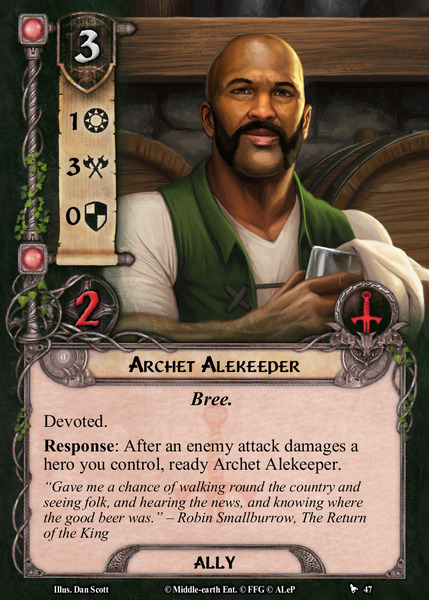 3
1
3
0
2
Archet Alekeeper
Bree.
Devoted.
Response: After an enemy attack damages a
hero you control, ready Archet Alekeeper.
“Gave me a chance of walking round the country and
seeing folk, and hearing the news, and knowing where
the good beer was.” – Robin Smallburrow, The Return
of the King
ALLY
Illus. Dan Scott © Middle-earth Ent. © FFG © ALeP 47